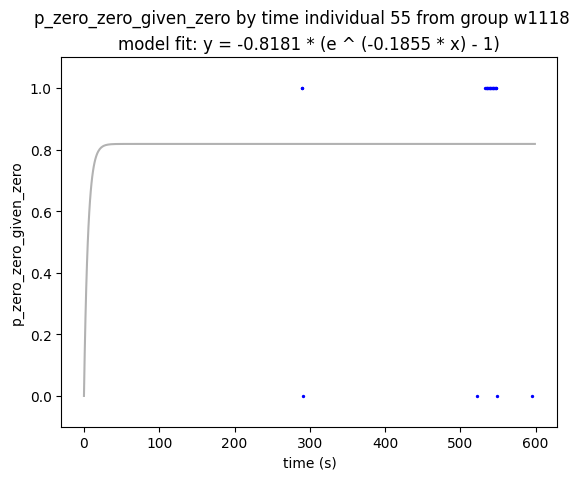 p_zero_zero_given_zero by time individual 55 from group w1118
model fit: y = -0.8181 * (e ^ (-0.1855 * x) - 1)
p_zero_zero_given_zero
1.0
0.8
0.6
0.4
0.2
0.0
0 100 200 300 400 500 600
time (s)